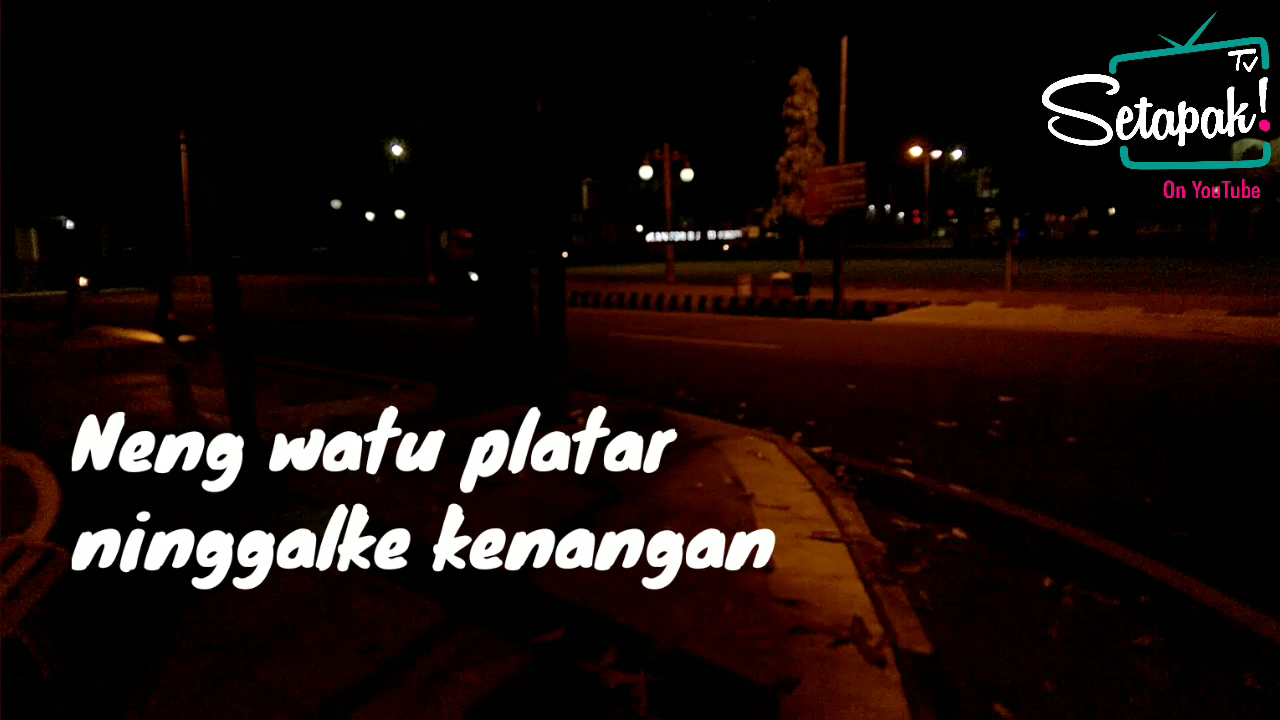 Tv
Setapak!
On YouTube
Neng watu platar
ninggalke kenangan